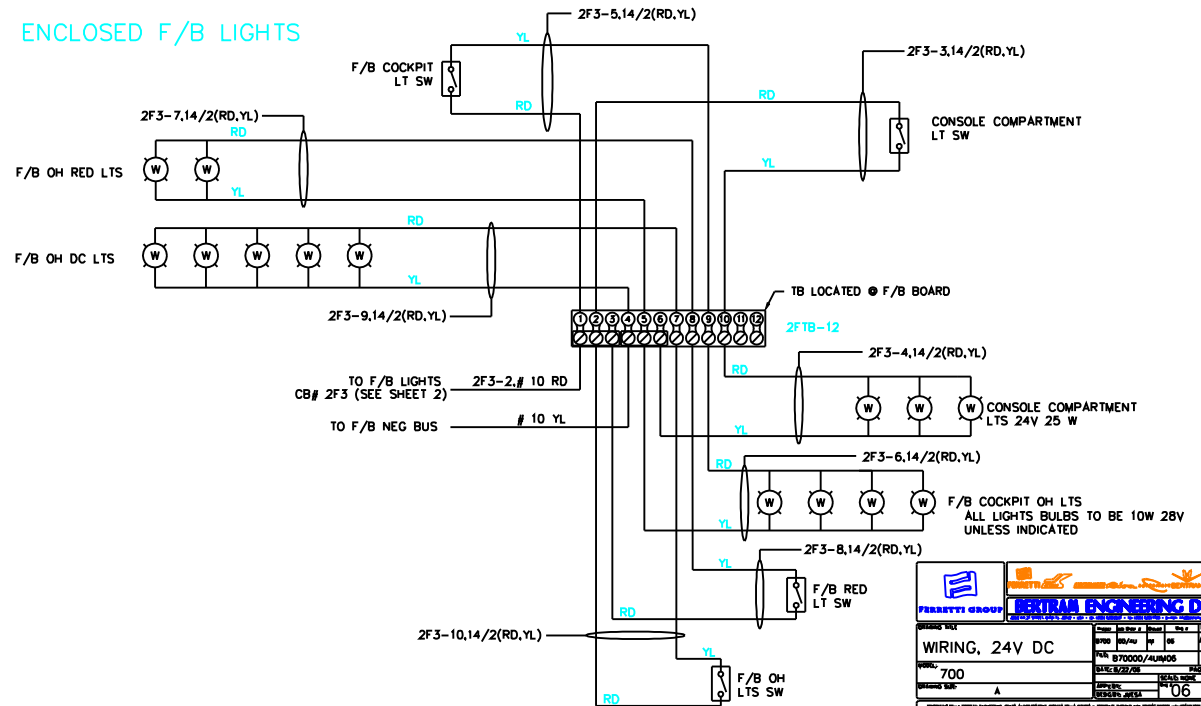 ENCLOSED F/B LIGHTS
2F3-5,14/2(RD,YL)
YL
F/B COCKPIT
LT SW
RD
2F3-3,14/2(RD,YL)
RD
CONSOLE COMPARTMENT
LT SW
YL
2F3-7,14/2(RD,YL)
RD
F/B OH RED LTS
W W
YL
RD
F/B OH DC LTS
W W W W W
YL
2F3-9,14/2(RD,YL)
TB LOCATED @ F/B BOARD
1 2 3 4 5 6 7 8 9 10 11 12
2FTB-12
TO F/B LIGHTS
CB# 2F3 (SEE SHEET 2)
2F3-2,# 10 RD
TO F/B NEG BUS
# 10 YL
2F3-4,14/2(RD,YL)
RD
W W W
CONSOLE COMPARTMENT
LTS 24V 25 W
YL
2F3-6,14/2(RD,YL)
RD
W W W W
F/B COCKPIT OH LTS
ALL LIGHTS BULBS TO BE 10W 28V
UNLESS INDICATED
YL
2F3-8,14/2(RD,YL)
YL
F/B RED
LT SW
RD
2F3-10,14/2(RD,YL)
YL
F/B OH
LTS SW
RD
FERRETTI GROUP
BERTRAM ENGINEERING D
WIRING, 24V DC
700
A
B70000/4UIM06
06